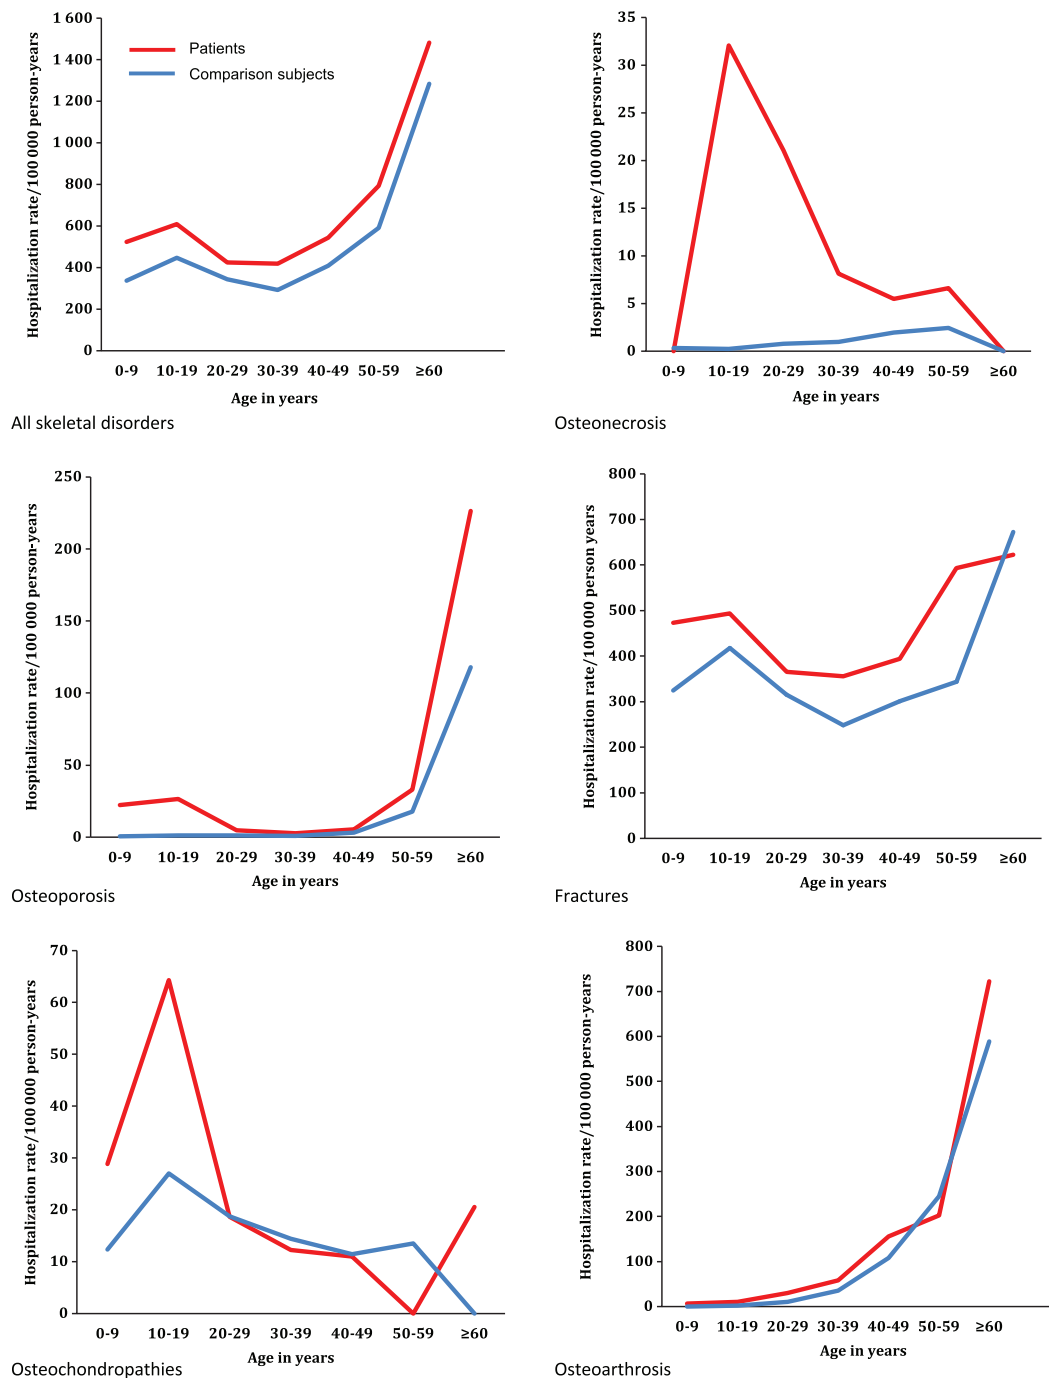 Hospitalization rate/100 000 person-years
1 600
1 400
1 200
1 000
800
600
400
200
0
Patients
Comparison subjects
0-9 10-19 20-29 30-39 40-49 50-59 ≥60
Age in years
All skeletal disorders
Hospitalization rate/100 000 person-years
35
30
25
20
15
10
5
0
0-9 10-19 20-29 30-39 40-49 50-59 ≥60
Age in years
Osteonecrosis
Hospitalization rate/100 000 person-years
250
200
150
100
50
0
0-9 10-19 20-29 30-39 40-49 50-59 ≥60
Age in years
Osteoporosis
Hospitalization rate/100 000 person years
800
700
600
500
400
300
200
100
0
0-9 10-19 20-29 30-39 40-49 50-59 ≥60
Age in years
Fractures
Hospitalization rate/100 000 person-years
70
60
50
40
30
20
10
0
0-9 10-19 20-29 30-39 40-49 50-59 ≥60
Age in years
Osteochondropathies
Hospitalization rate/100 000 person-years
800
700
600
500
400
300
200
100
0
0-9 10-19 20-29 30-39 40-49 50-59 ≥60
Age in years
Osteoarthrosis